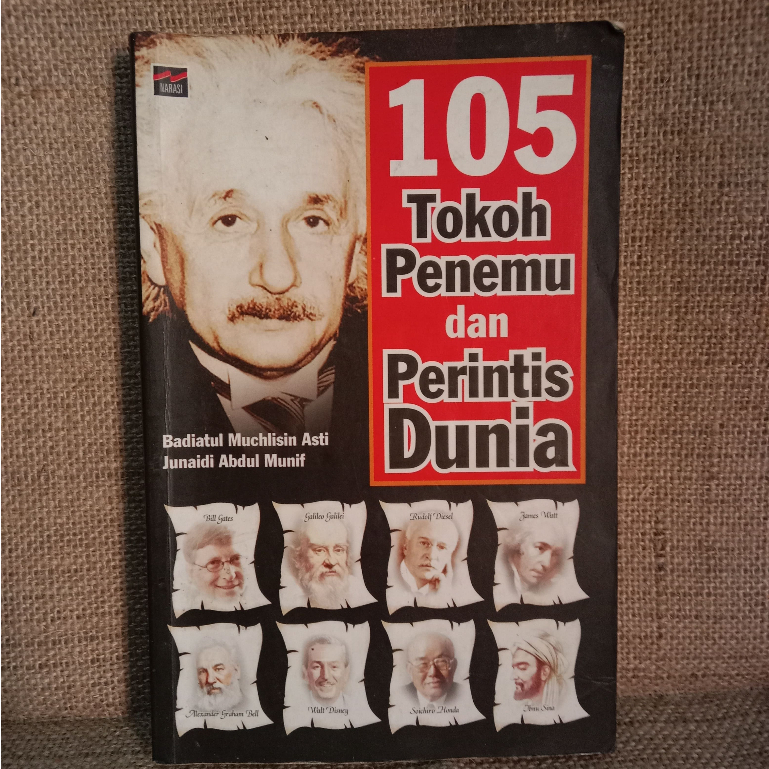 NARASI
105
Tokoh
Penemu
dan
Perintis
Dunia
Badiatul Muchlisin Asti
Junaidi Abdul Munif
Bill Gates
Galileo Galilei
Rudolf Diesel
James Watt
Alexander Graham Bell
Walt Disney
Soichiro Honda
Ibnu Sina